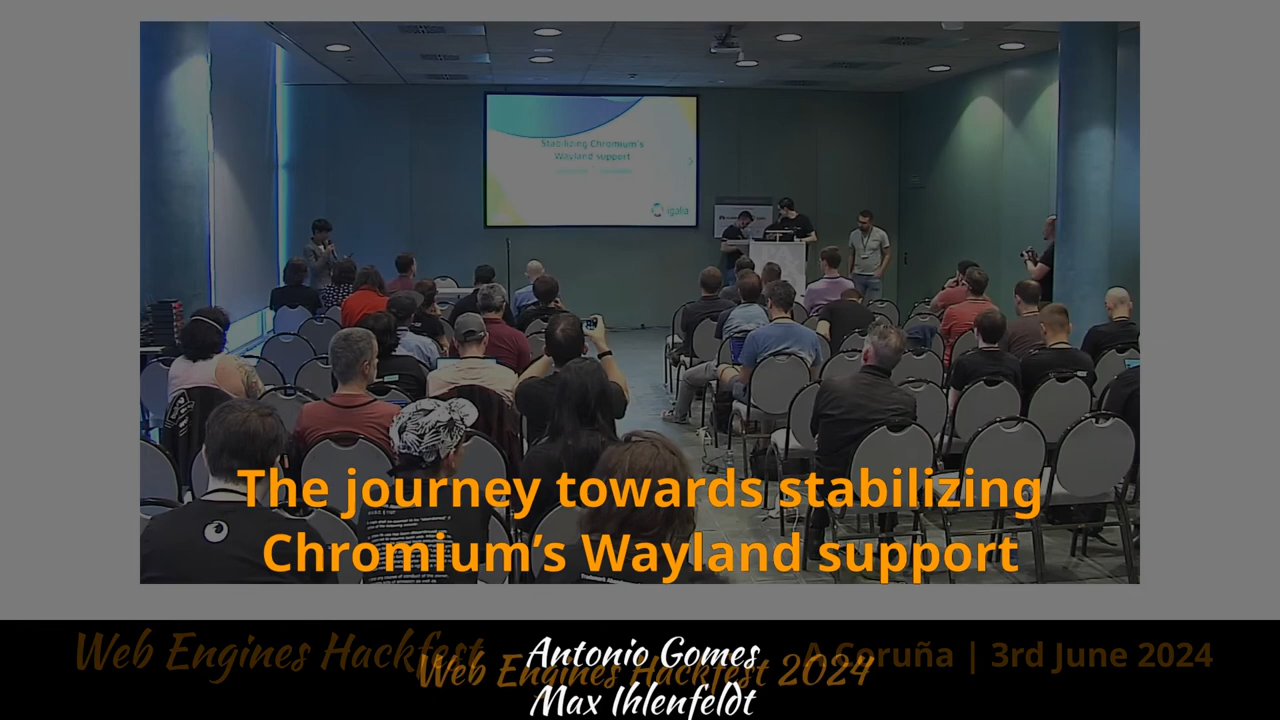 Stabilizing Chromium's
Wayland support
igalia
The journey towards stabilizing
Chromium’s Wayland support
Web Engines Hackfest
A Coruña | 3rd June 2024
Web Engines Hackfest 2024
Antonio Gomes
Max Ihlenfeldt